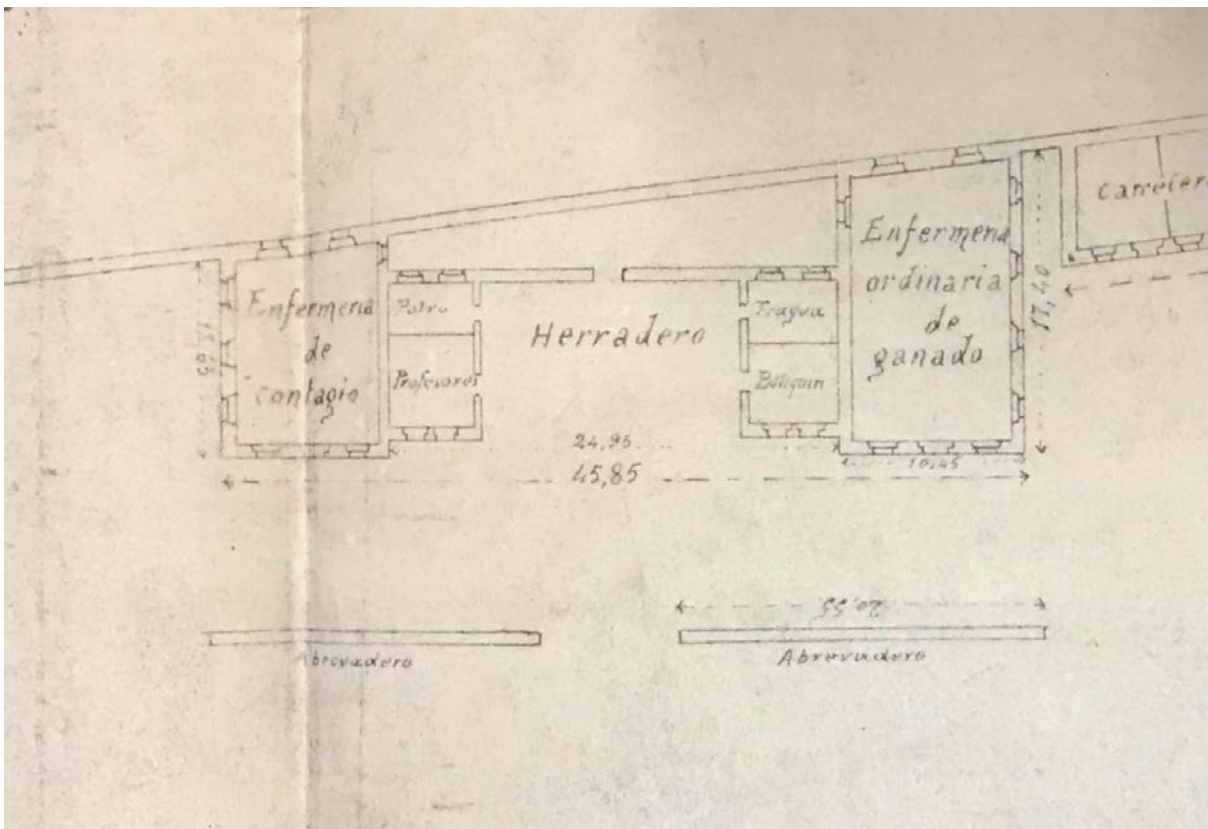 Carretero
Enfermeria
ordinaria
de
ganado
17,40
Enfermeria
de
contagio
Potro
Profesores
Herradero
Fragua
Botiquin
24,95
45,85
10,45
20,55
Abrevadero
Abrevadero